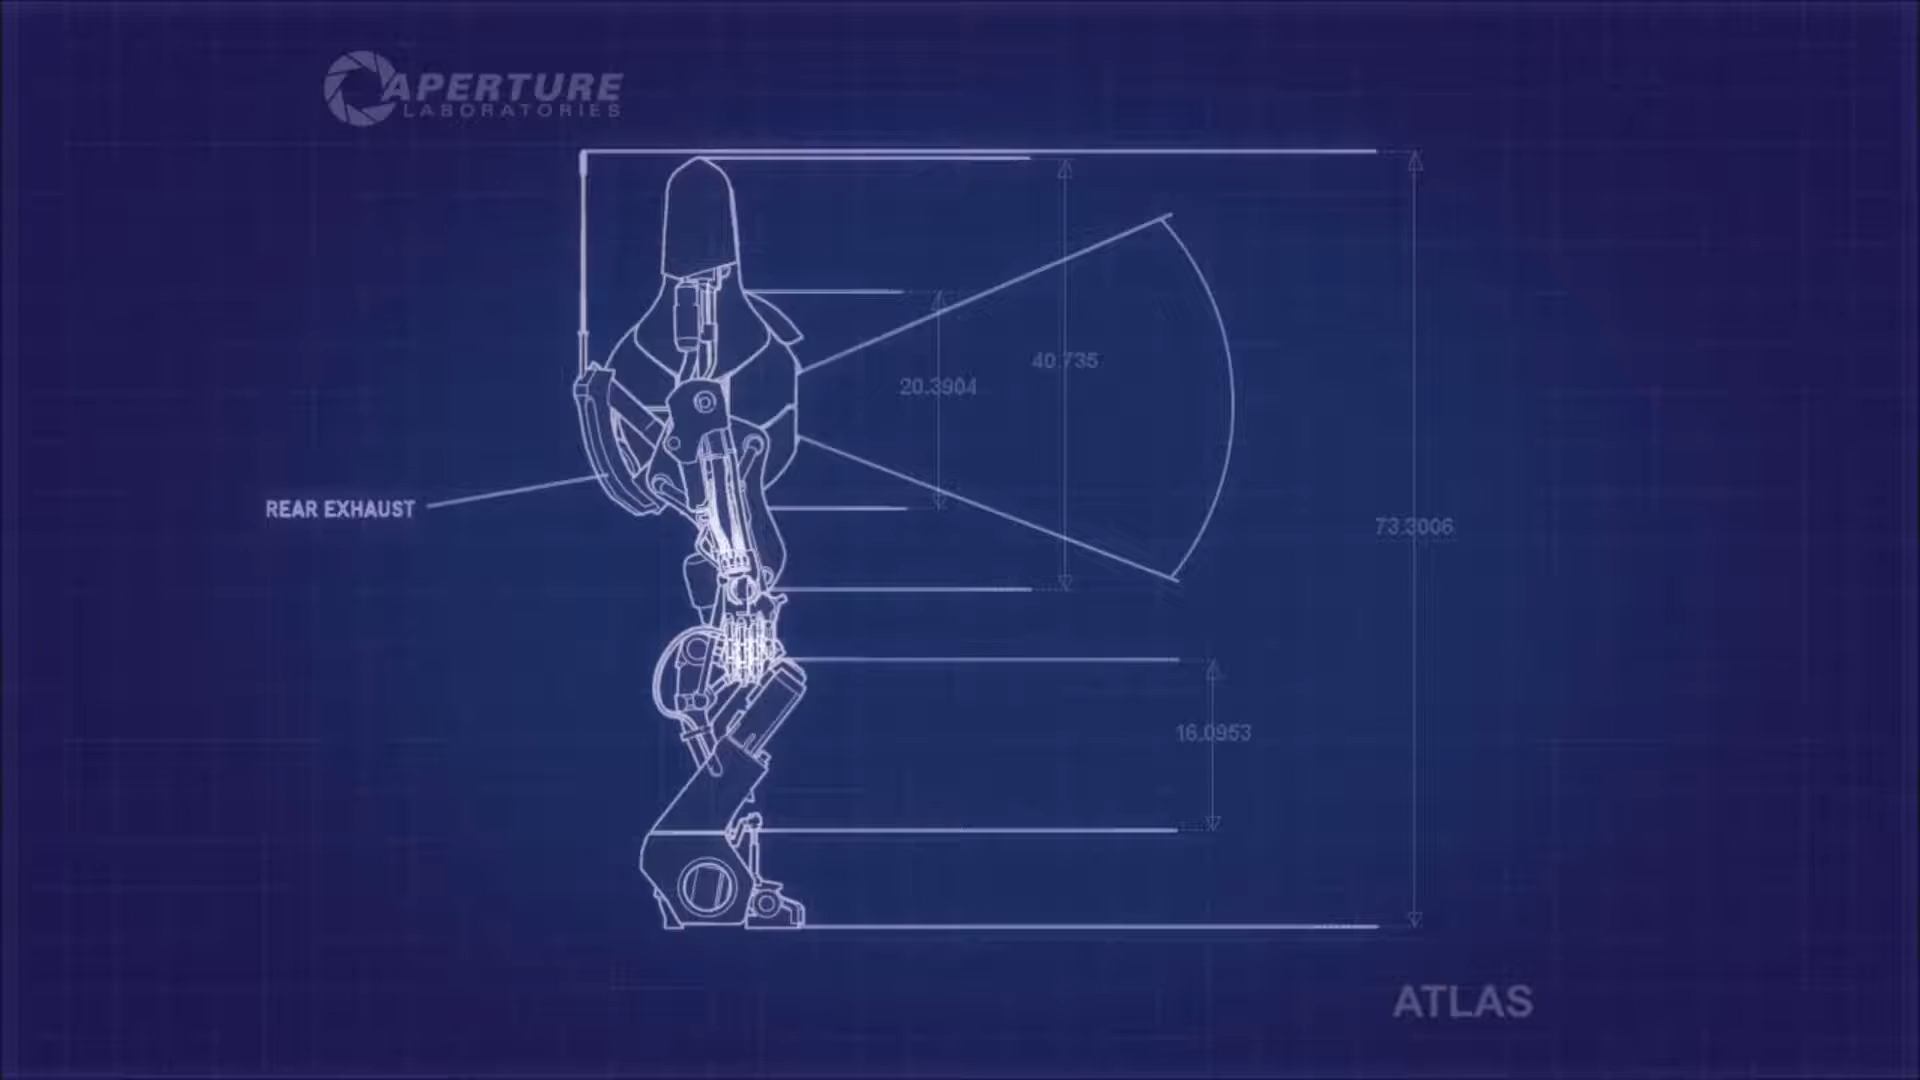 APERTURE
LABORATORIES
40.735
20.3904
REAR EXHAUST
73.3006
16.0953
ATLAS